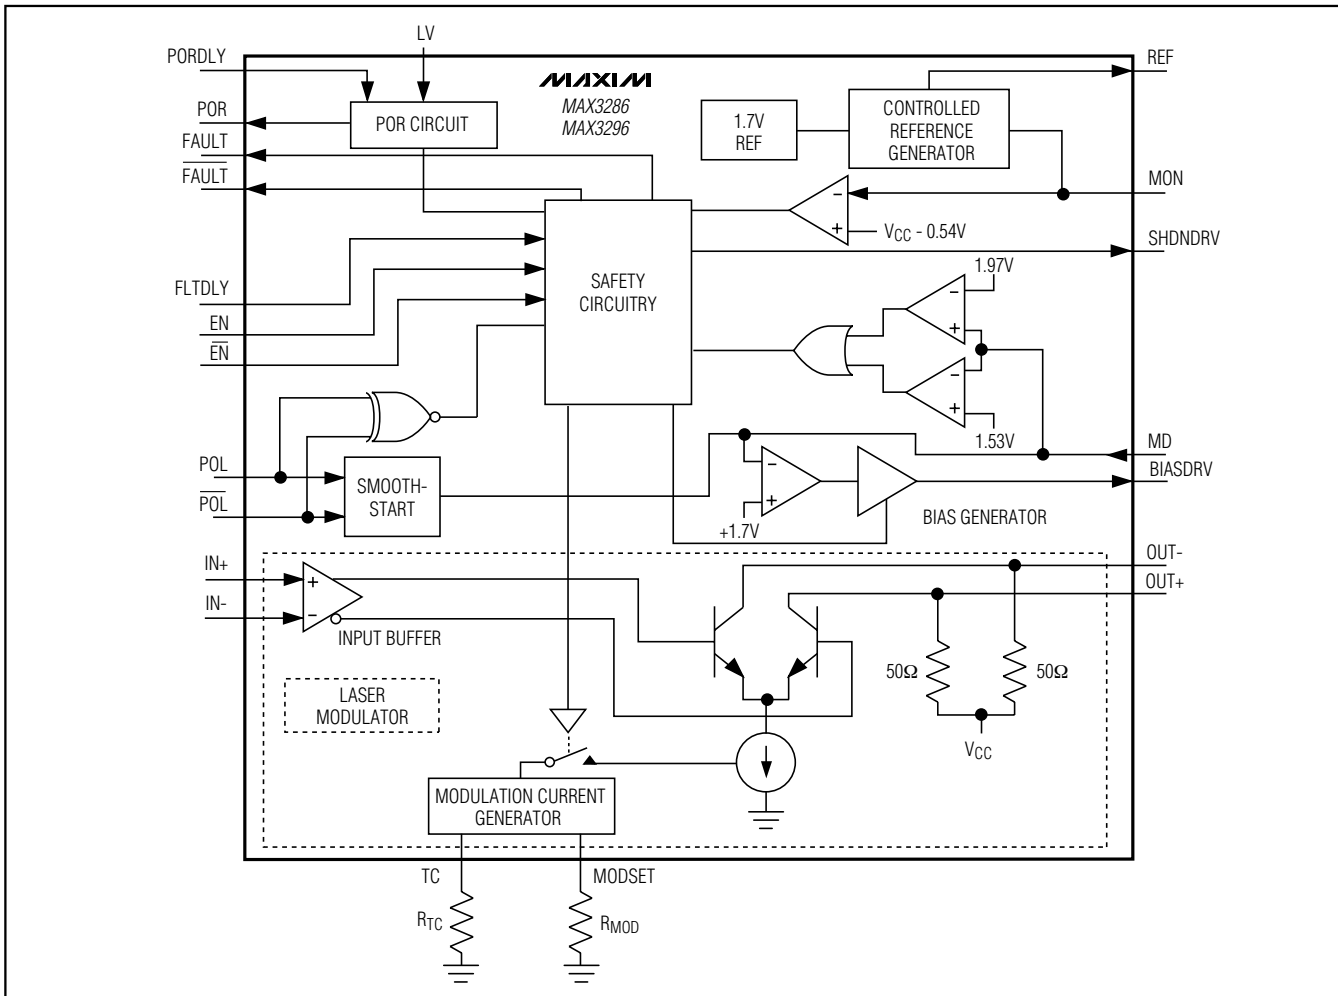 LV
PORDLY
REF
MAXIM
MAX3286
MAX3296
POR
POR CIRCUIT
1.7V
REF
CONTROLLED
REFERENCE
GENERATOR
FAULT
FAULT
MON
-
+
VCC - 0.54V
SHDNDRV
SAFETY
CIRCUITRY
1.97V
-
+
FLTDLY
EN
EN
-
+
1.53V
MD
POL
POL
SMOOTH-
START
-
+
+1.7V
BIASDRV
BIAS GENERATOR
OUT-
OUT+
IN+
IN-
+
-
INPUT BUFFER
50Ω
50Ω
LASER
MODULATOR
VCC
MODULATION CURRENT
GENERATOR
TC
MODSET
RTC
RMOD